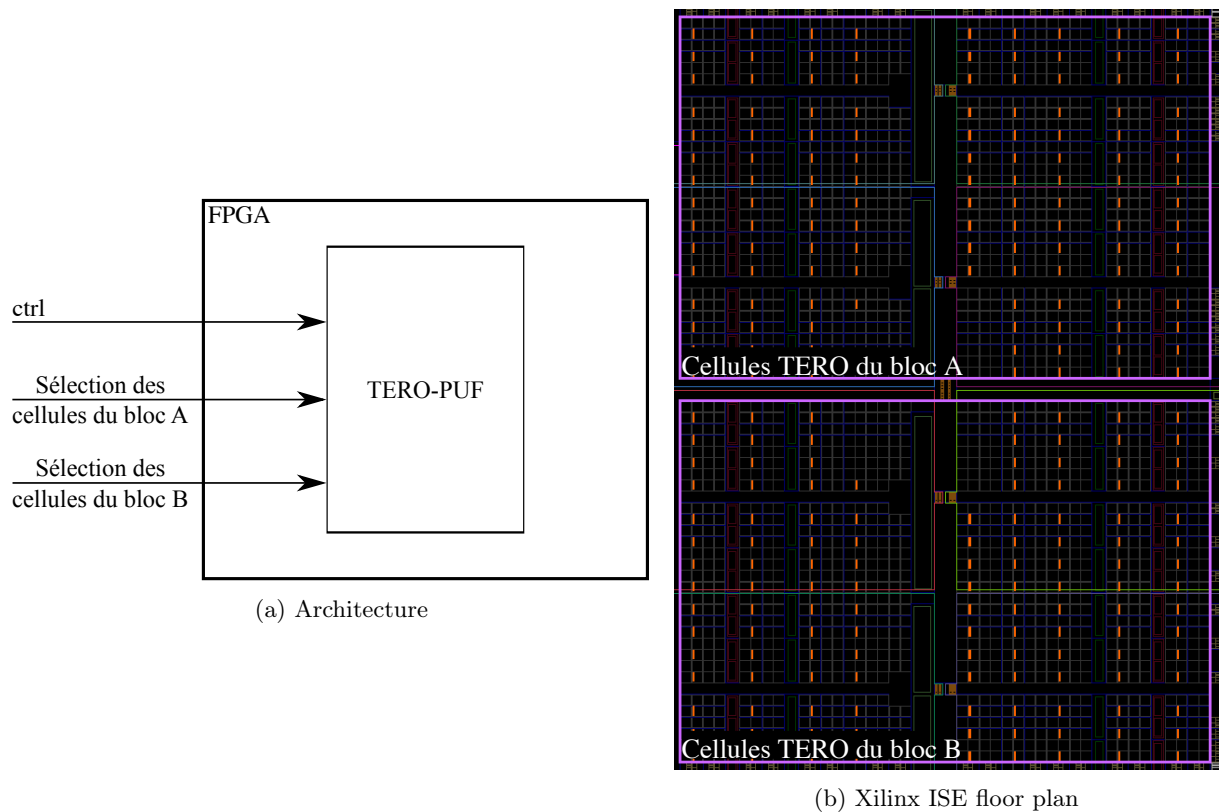 FPGA
ctrl
Sélection des
cellules du bloc A
TERO-PUF
Sélection des
cellules du bloc B
(a) Architecture
Cellules TERO du bloc A
Cellules TERO du bloc B
(b) Xilinx ISE floor plan